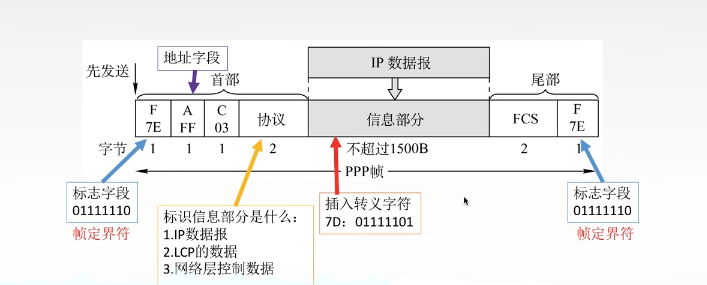 地址字段
IP 数据报
先发送
首部
尾部
F
7E
A
FF
C
03
协议
信息部分
FCS
F
7E
字节
1
1
1
2
不超过1500B
2
1
PPP帧
标志字段
01111110
帧定界符
标识信息部分是什么：
1.IP数据报
2.LCP的数据
3.网络层控制数据
插入转义字符
7D：01111101
标志字段
01111110
帧定界符